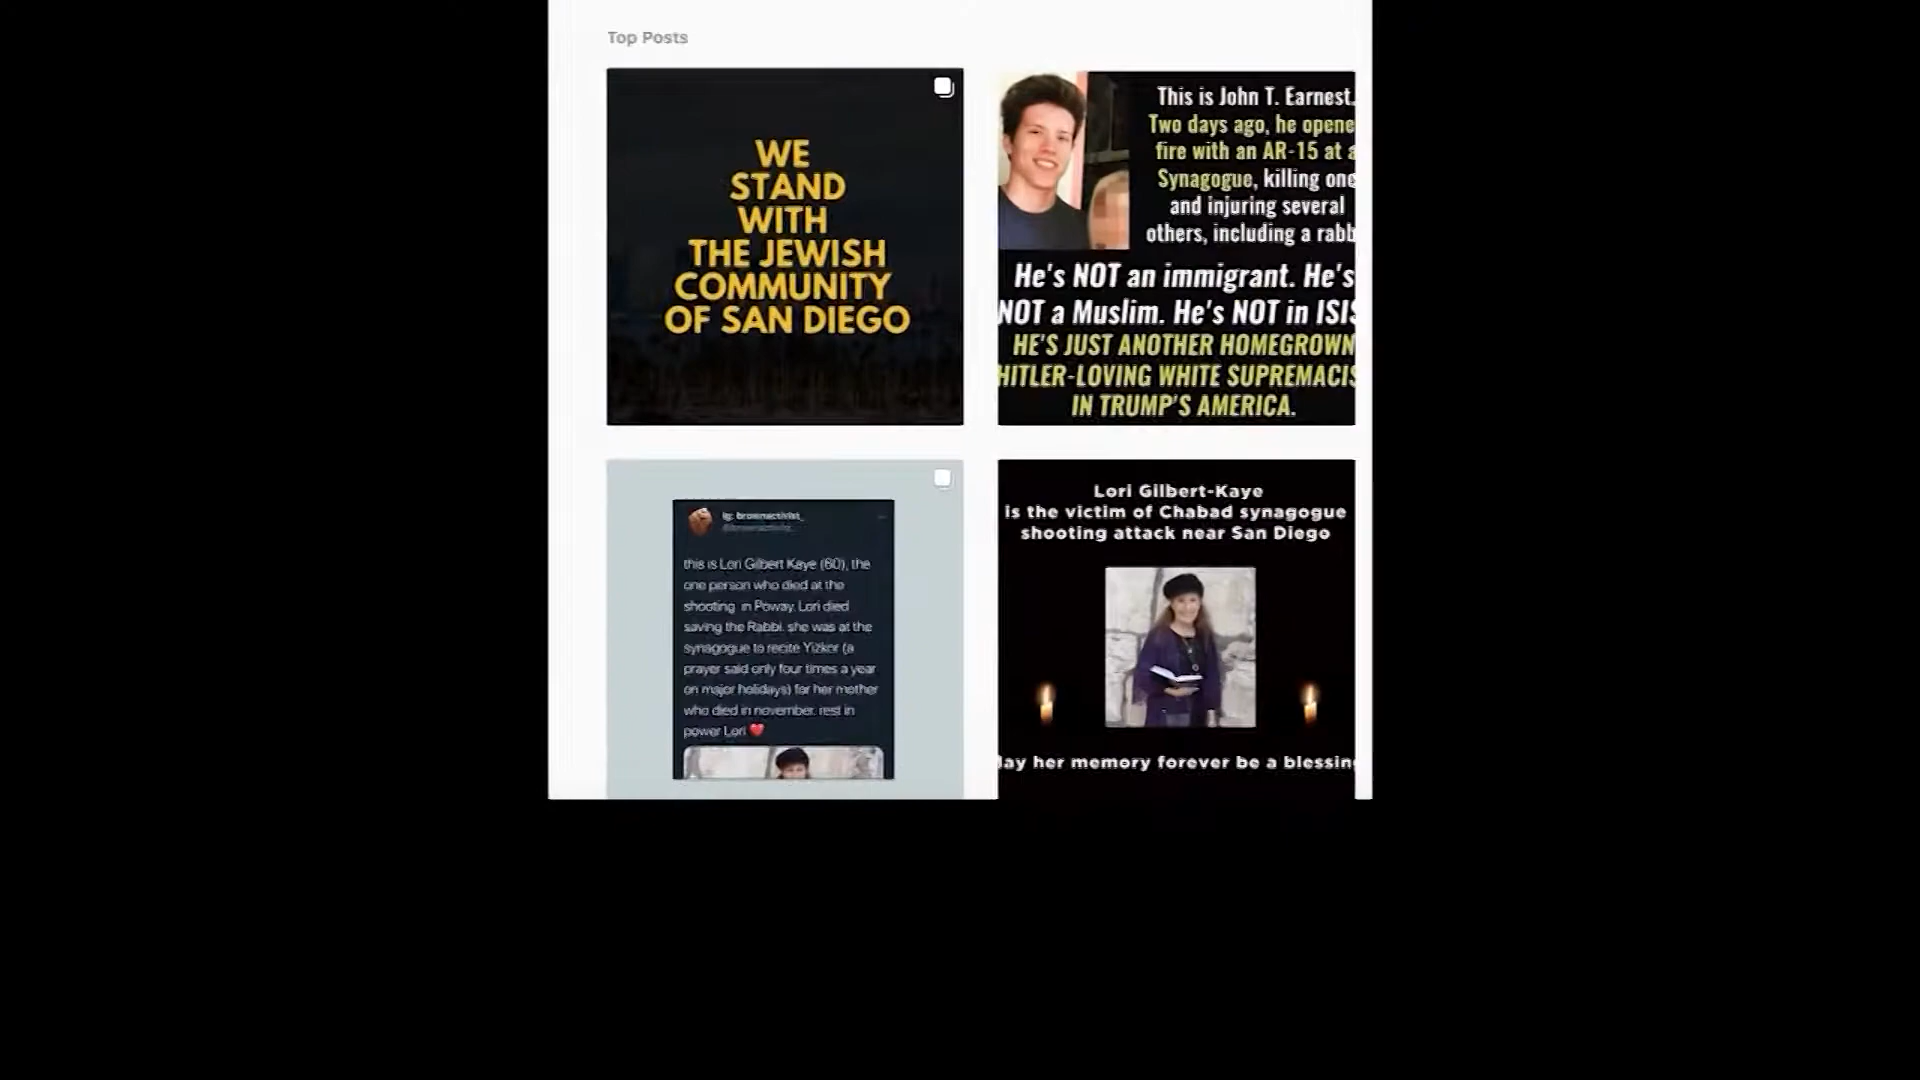 Top Posts
WE
STAND
WITH
THE JEWISH
COMMUNITY
OF SAN DIEGO
This is John T. Earnest.
Two days ago, he opene
fire with an AR-15 at a
Synagogue, killing one
and injuring several
others, including a rabb
He's NOT an immigrant. He's
NOT a Muslim. He's NOT in ISIS
HE'S JUST ANOTHER HOMEGROWN
HITLER-LOVING WHITE SUPREMACIS
IN TRUMP'S AMERICA.
ig: brownactivist_
this is Lori Gilbert Kaye (60), the
one person who died at the
shooting in Poway. Lori died
saving the Rabbi. she was at the
synagogue to recite Yizkor (a
prayer said only four times a year
on major holidays) for her mother
who died in november. rest in
power Lori ❤️
Lori Gilbert-Kaye
is the victim of Chabad synagogue
shooting attack near San Diego
ay her memory forever be a blessing